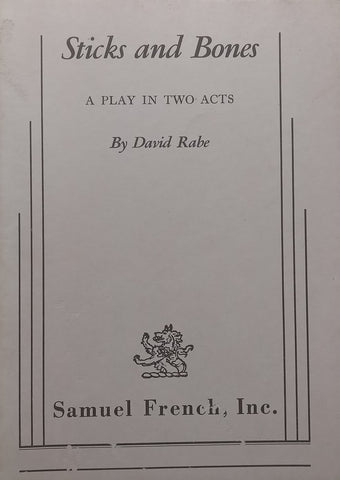 Sticks and Bones
A PLAY IN TWO ACTS
By David Rabe
Samuel French, Inc.